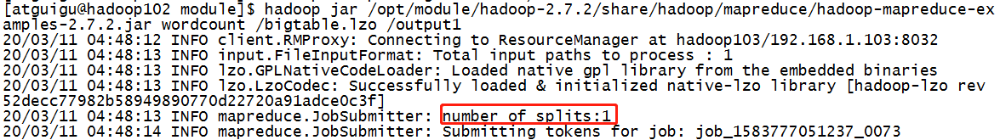 [atguigu@hadoop102 module]$ hadoop jar /opt/module/hadoop-2.7.2/share/hadoop/mapreduce/hadoop-mapreduce-ex
amples-2.7.2.jar wordcount /bigtable.lzo /output1
20/03/11 04:48:12 INFO client.RMProxy: Connecting to ResourceManager at hadoop103/192.168.1.103:8032
20/03/11 04:48:13 INFO input.FileInputFormat: Total input paths to process : 1
20/03/11 04:48:13 INFO lzo.GPLNativeCodeLoader: Loaded native gpl library from the embedded binaries
20/03/11 04:48:13 INFO lzo.LzoCodec: Successfully loaded & initialized native-lzo library [hadoop-lzo rev
52decc77982b58949890770d22720a91adce0c3f]
20/03/11 04:48:13 INFO mapreduce.JobSubmitter: number of splits:1
20/03/11 04:48:14 INFO mapreduce.JobSubmitter: Submitting tokens for job: job_1583777051237_0073